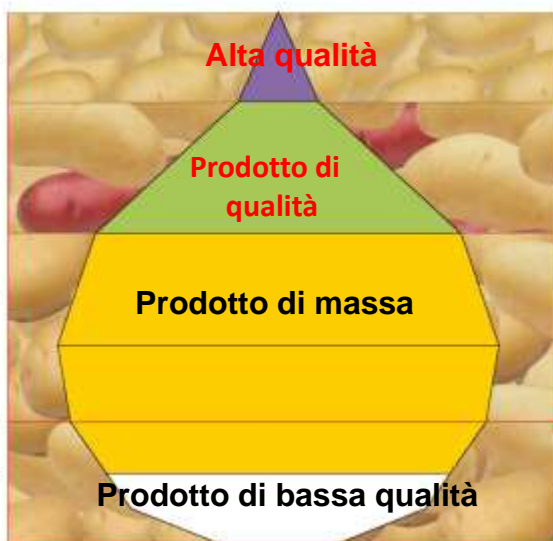 Alta qualità
Prodotto di
qualità
Prodotto di massa
Prodotto di bassa qualità